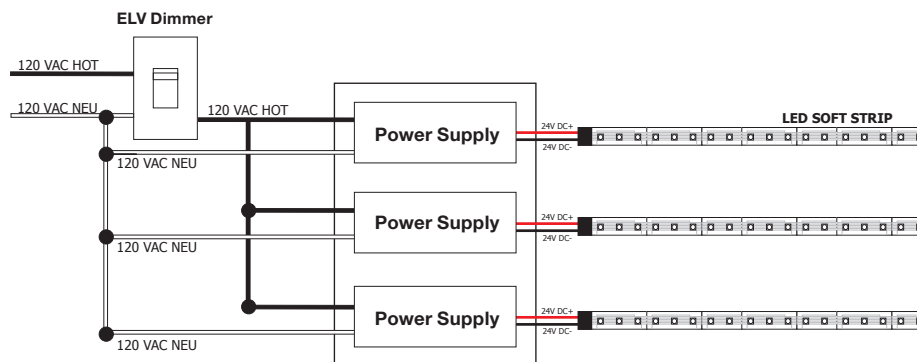 ELV Dimmer
120 VAC HOT
120 VAC NEU
120 VAC HOT
Power Supply
24V DC+
24V DC-
LED SOFT STRIP
120 VAC NEU
Power Supply
24V DC+
24V DC-
120 VAC NEU
Power Supply
24V DC+
24V DC-
120 VAC NEU